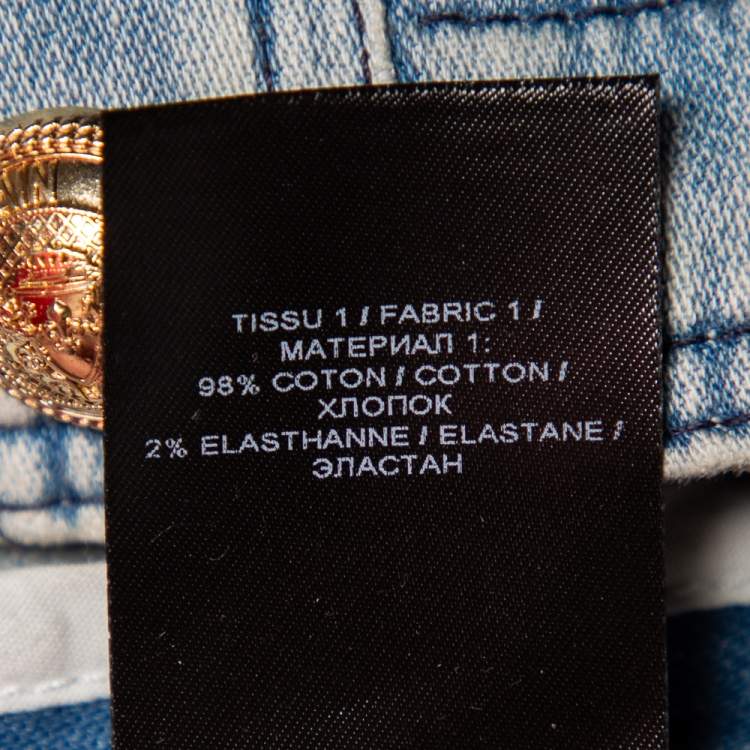 TISSU 1 / FABRIC 1 /
МАТЕРИАЛ 1:
98% COTON / COTTON /
ХЛОПОК
2% ELASTHANNE / ELASTANE /
ЭЛАСТАН